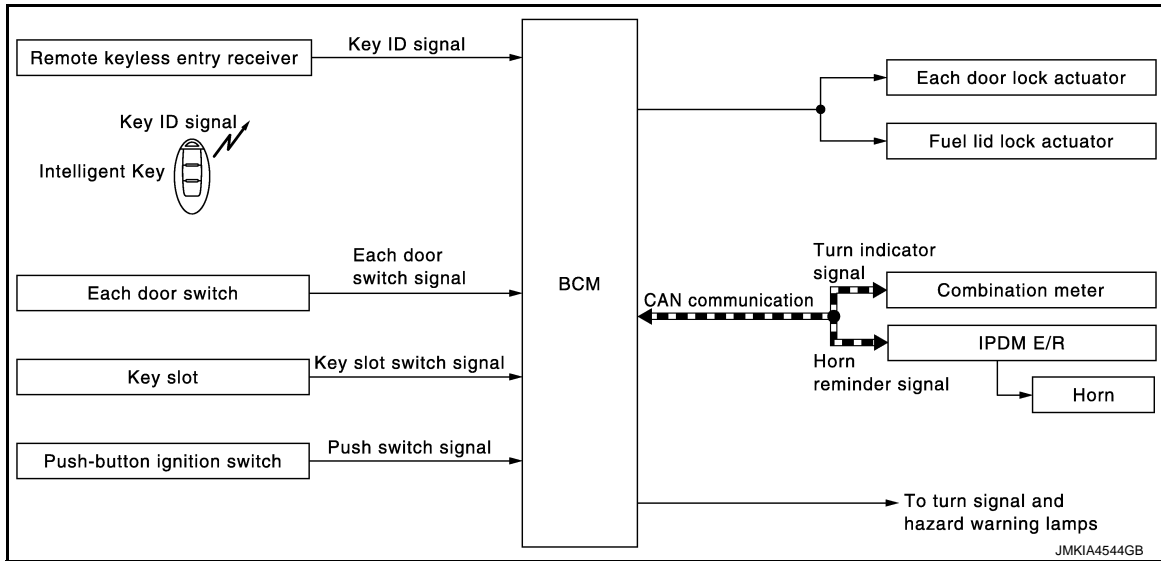 Remote keyless entry receiver
Key ID signal
Key ID signal
Intelligent Key
Each door switch
Each door
switch signal
Key slot
Key slot switch signal
Push-button ignition switch
Push switch signal
BCM
Each door lock actuator
Fuel lid lock actuator
CAN communication
Turn indicator
signal
Combination meter
IPDM E/R
Horn
reminder signal
Horn
To turn signal and
hazard warning lamps
JMKIA4544GB